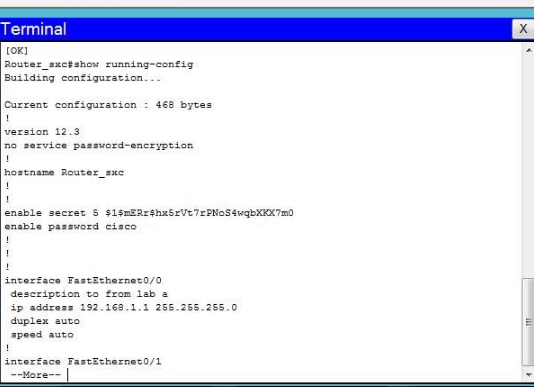 Terminal
X
[OK]
Router_sxc#show running-config
Building configuration...
Current configuration : 468 bytes
!
version 12.3
no service password-encryption
!
hostname Router_sxc
!
!
enable secret 5 $1$mERr$hx5rVt7rPNoS4wqbXKX7m0
enable password cisco
!
!
!
interface FastEthernet0/0
description to from lab a
ip address 192.168.1.1 255.255.255.0
duplex auto
speed auto
!
interface FastEthernet0/1
--More--